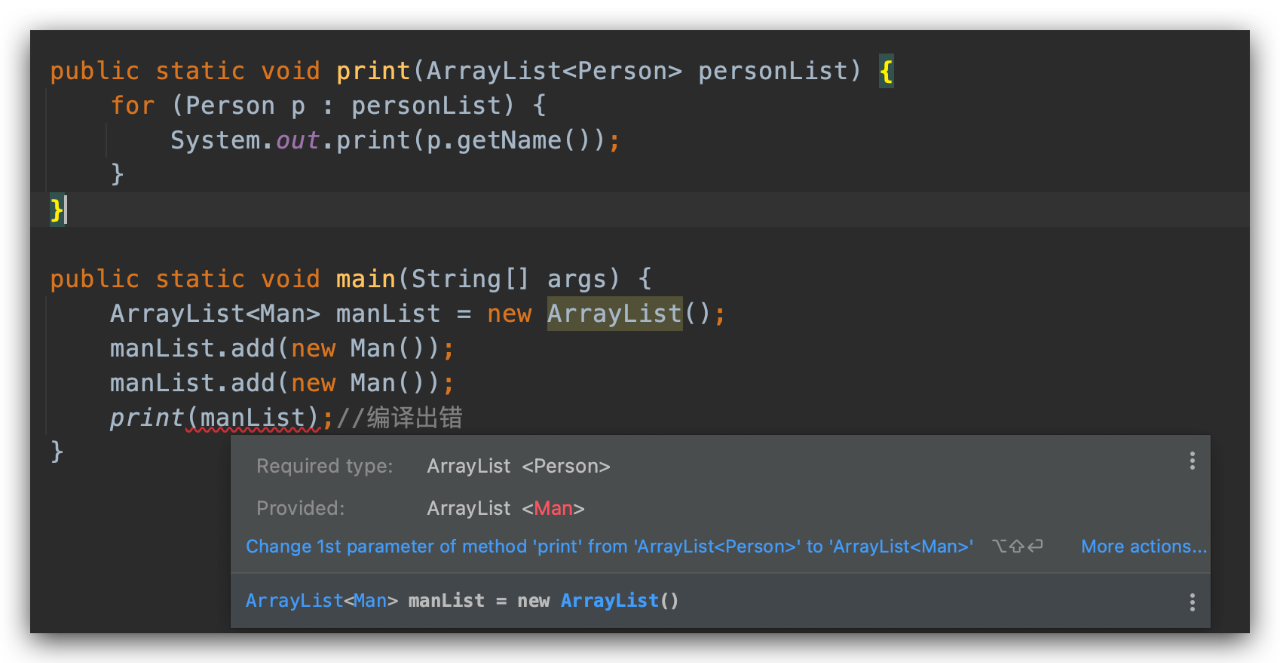 public static void print(ArrayList<Person> personList) {
for (Person p : personList) {
System.out.print(p.getName());
}
}
public static void main(String[] args) {
ArrayList<Man> manList = new ArrayList();
manList.add(new Man());
manList.add(new Man());
print(manList);//编译出错
}
Required type: ArrayList <Person>
Provided: ArrayList <Man>
Change 1st parameter of method 'print' from 'ArrayList<Person>' to 'ArrayList<Man>' ⌥⇧⏎ More actions...
ArrayList<Man> manList = new ArrayList()